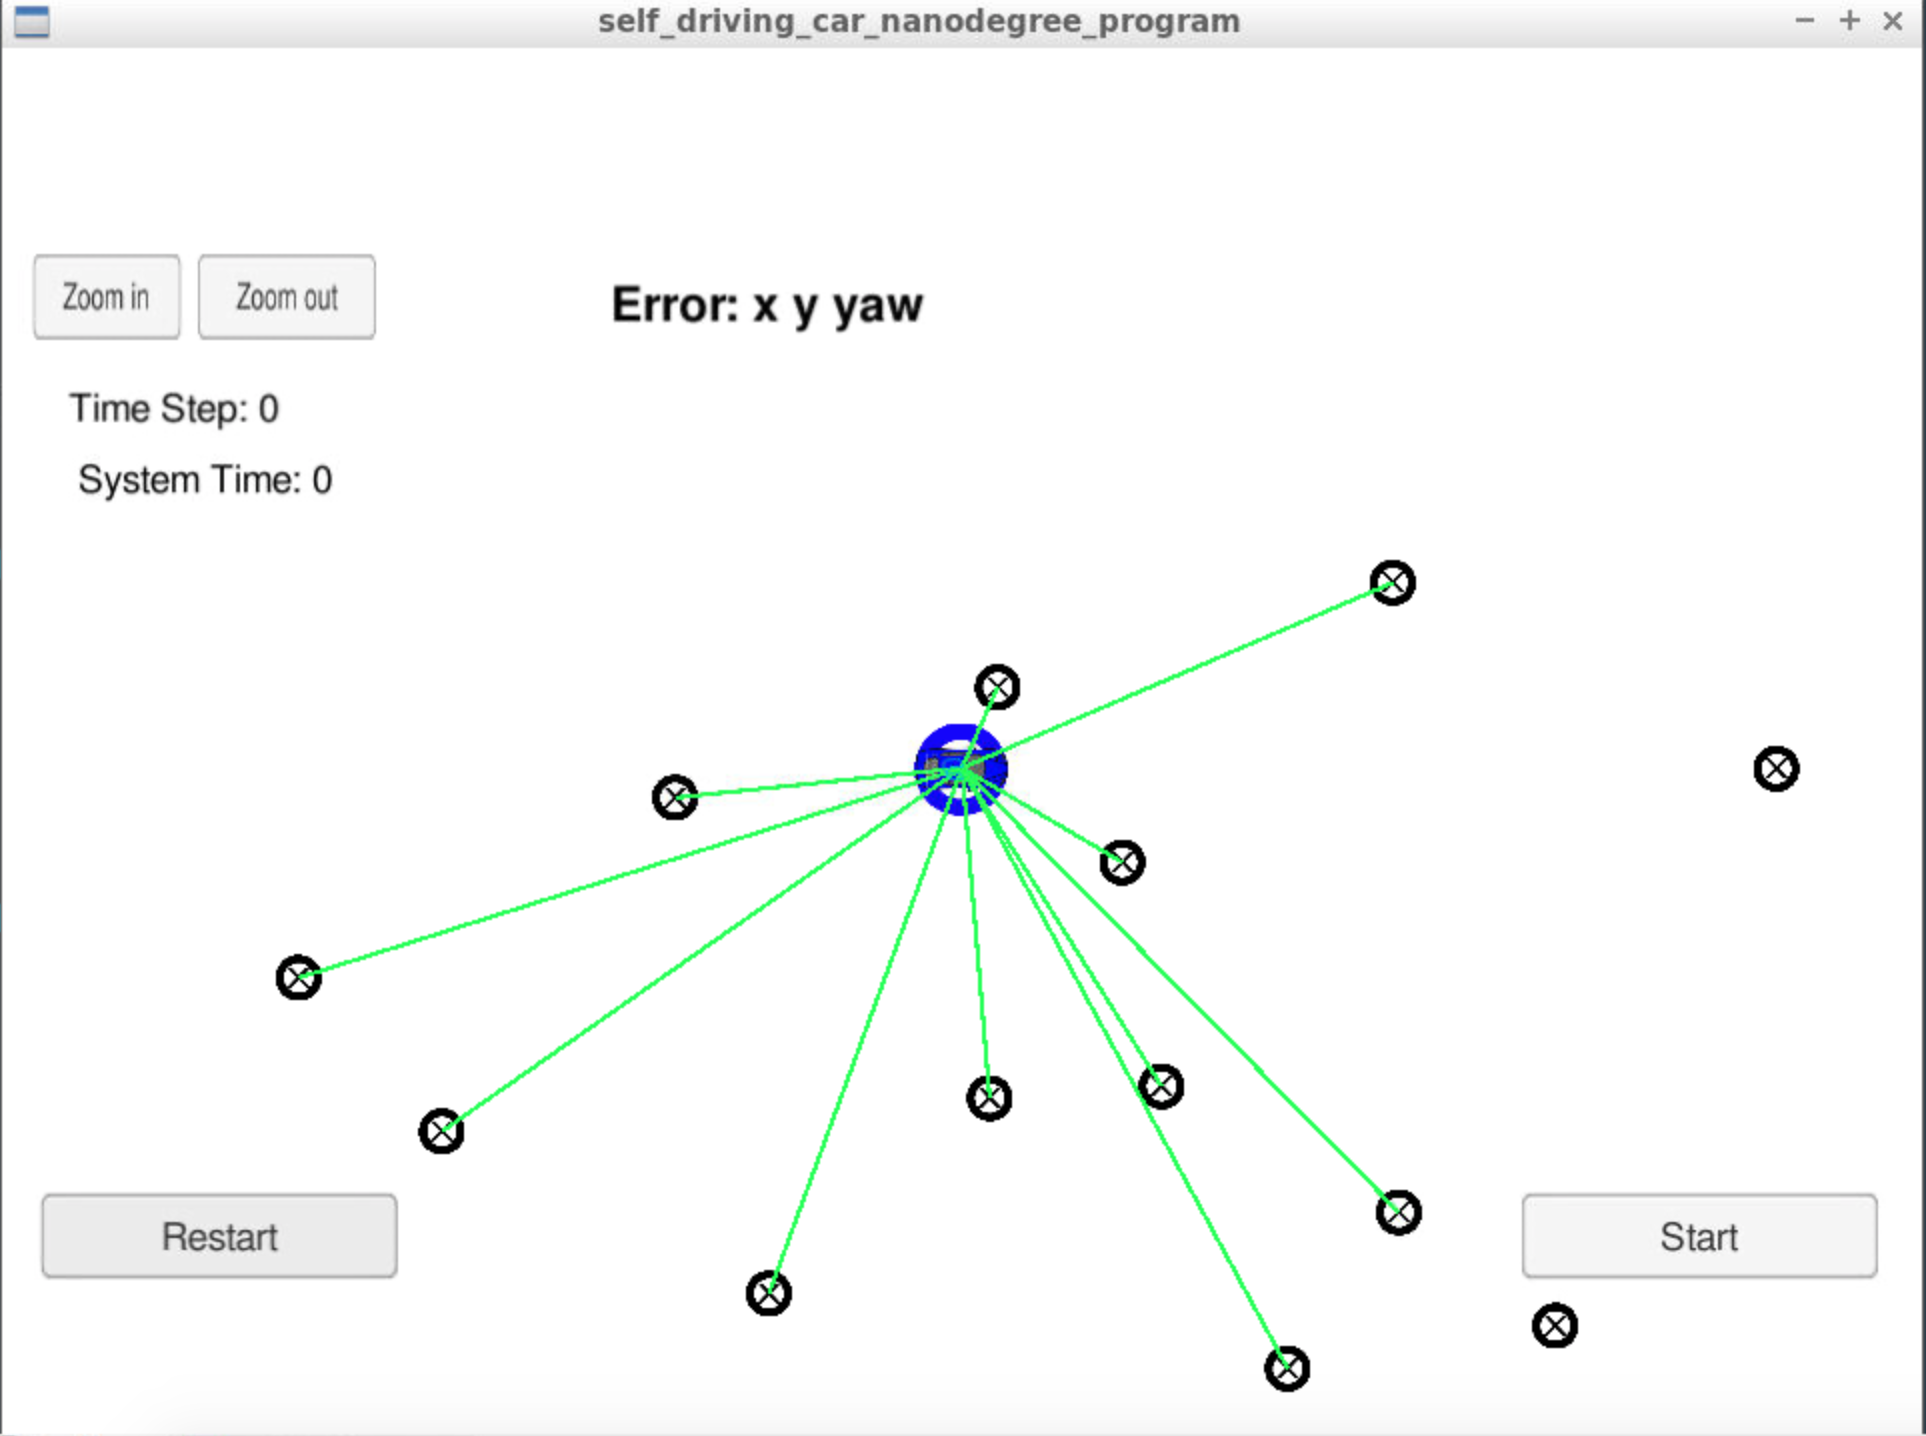 self_driving_car_nanodegree_program
Zoom in
Zoom out
Error: x y yaw
Time Step: 0
System Time: 0
Restart
Start